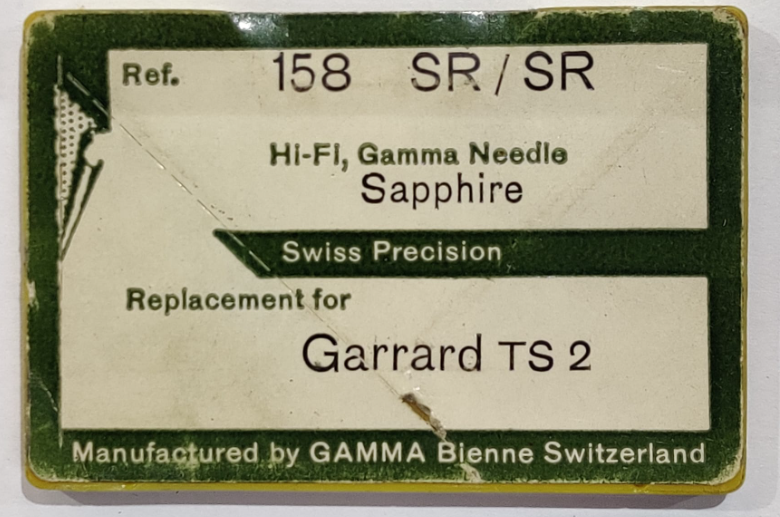 Ref. 158 SR / SR
Hi-Fi, Gamma Needle
Sapphire
Swiss Precision
Replacement for
Garrard TS 2
Manufactured by GAMMA Bienne Switzerland